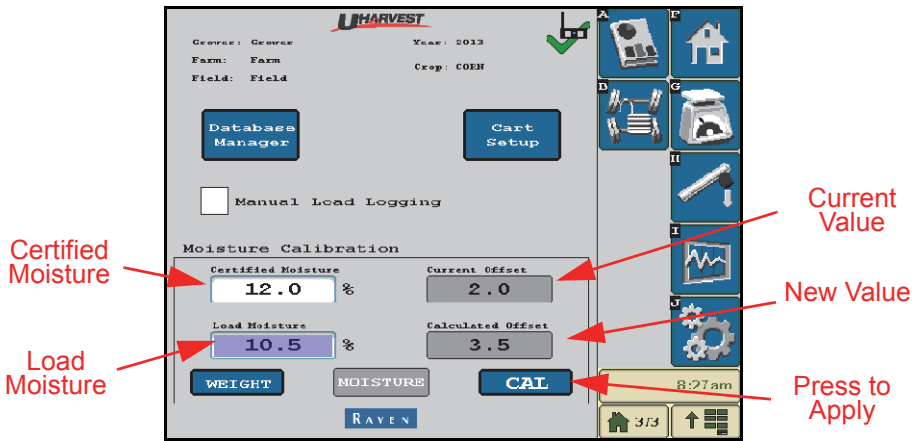 UHARVEST
Grower: Grower
Year: 2013
Farm: Farm
Crop: CORN
Field: Field
Database
Manager
Cart
Setup
Manual Load Logging
Moisture Calibration
Certified Moisture
Current Offset
12.0 %
2.0
Load Moisture
Calculated Offset
10.5 %
3.5
WEIGHT
MOISTURE
CAL
RAVEN
A
F
D
G
H
I
J
8:27am
3/3
Certified
Moisture
Load
Moisture
Current
Value
New Value
Press to
Apply